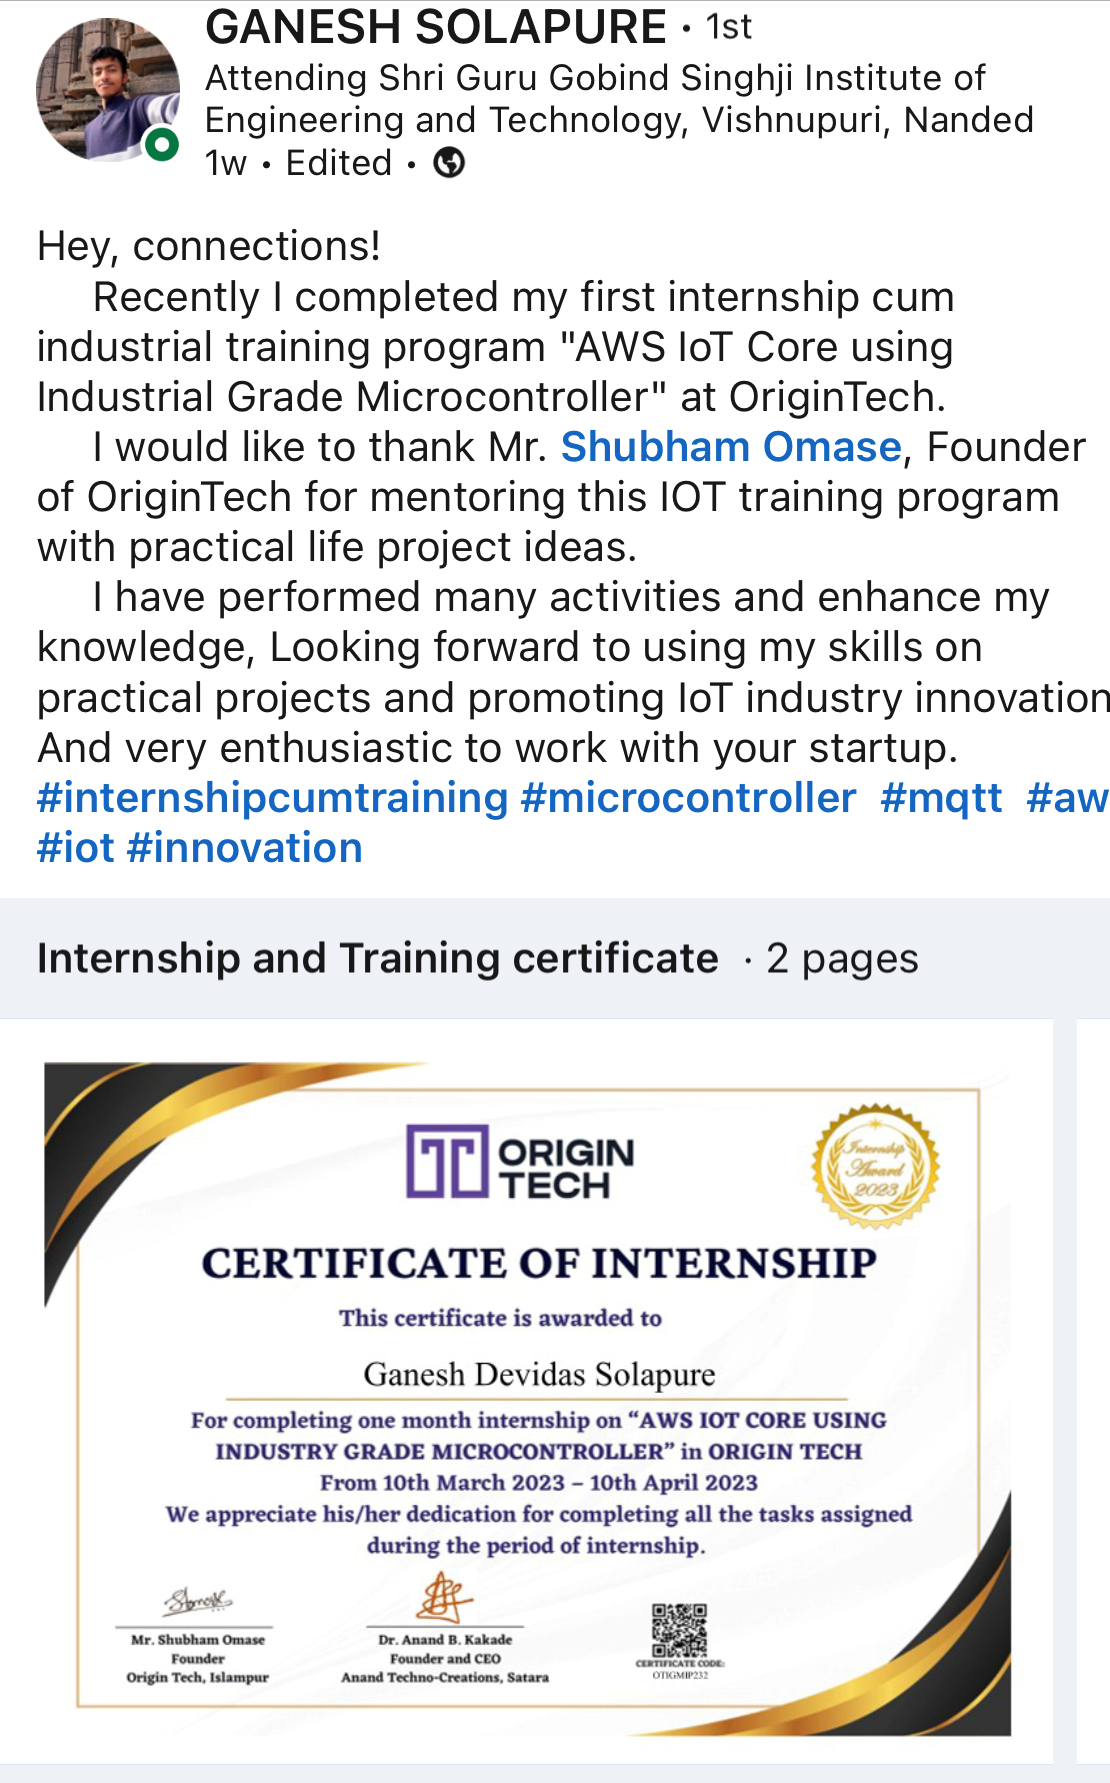 GANESH SOLAPURE · 1st
Attending Shri Guru Gobind Singhji Institute of
Engineering and Technology, Vishnupuri, Nanded
1w • Edited •
Hey, connections!
Recently I completed my first internship cum
industrial training program "AWS IoT Core using
Industrial Grade Microcontroller" at OriginTech.
I would like to thank Mr. Shubham Omase, Founder
of OriginTech for mentoring this IOT training program
with practical life project ideas.
I have performed many activities and enhance my
knowledge, Looking forward to using my skills on
practical projects and promoting IoT industry innovation
And very enthusiastic to work with your startup.
#internshipcumtraining #microcontroller #mqtt #aw
#iot #innovation
Internship and Training certificate · 2 pages
ORIGIN
TECH
Internship
Award
2023
CERTIFICATE OF INTERNSHIP
This certificate is awarded to
Ganesh Devidas Solapure
For completing one month internship on “AWS IOT CORE USING
INDUSTRY GRADE MICROCONTROLLER” in ORIGIN TECH
From 10th March 2023 – 10th April 2023
We appreciate his/her dedication for completing all the tasks assigned
during the period of internship.
Mr. Shubham Omase
Founder
Origin Tech, Islampur
Dr. Anand B. Kakade
Founder and CEO
Anand Techno-Creations, Satara
CERTIFICATE CODE:
OTIGMIP232